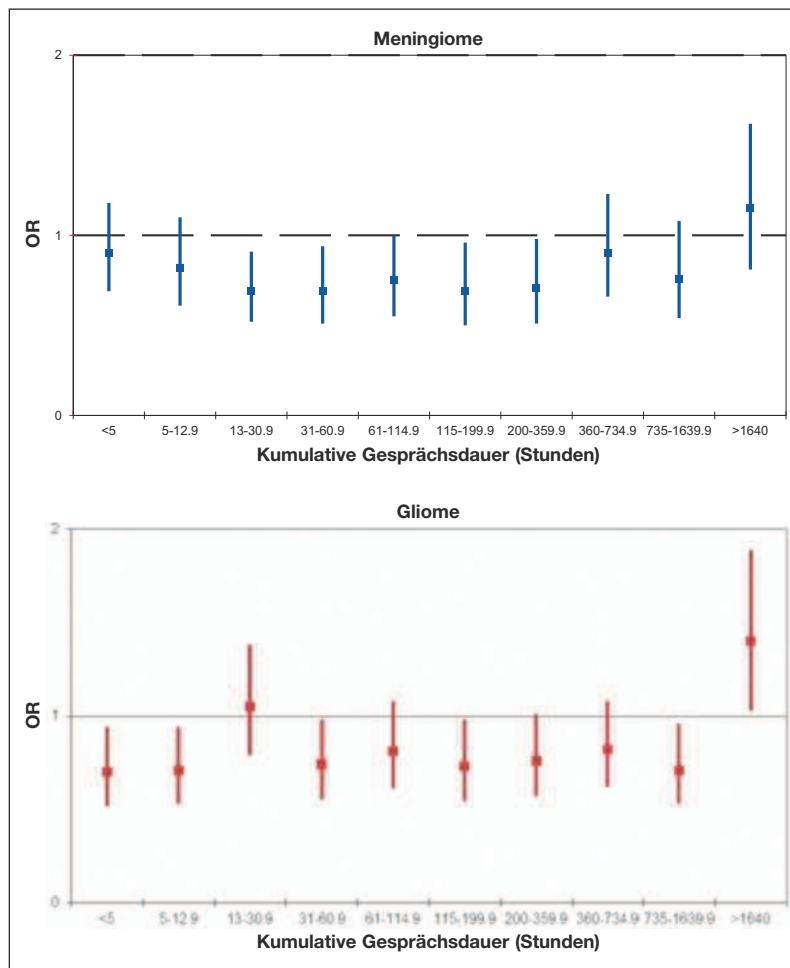 Meningiome
2
1
0
OR
<5 5-12.9 13-30.9 31-60.9 61-114.9 115-199.9 200-359.9 360-734.9 735-1639.9 >1640
Kumulative Gesprächsdauer (Stunden)
Gliome
2
1
0
OR
<5 5-12.9 13-30.9 31-60.9 61-114.9 115-199.9 200-359.9 360-734.9 735-1639.9 >1640
Kumulative Gesprächsdauer (Stunden)